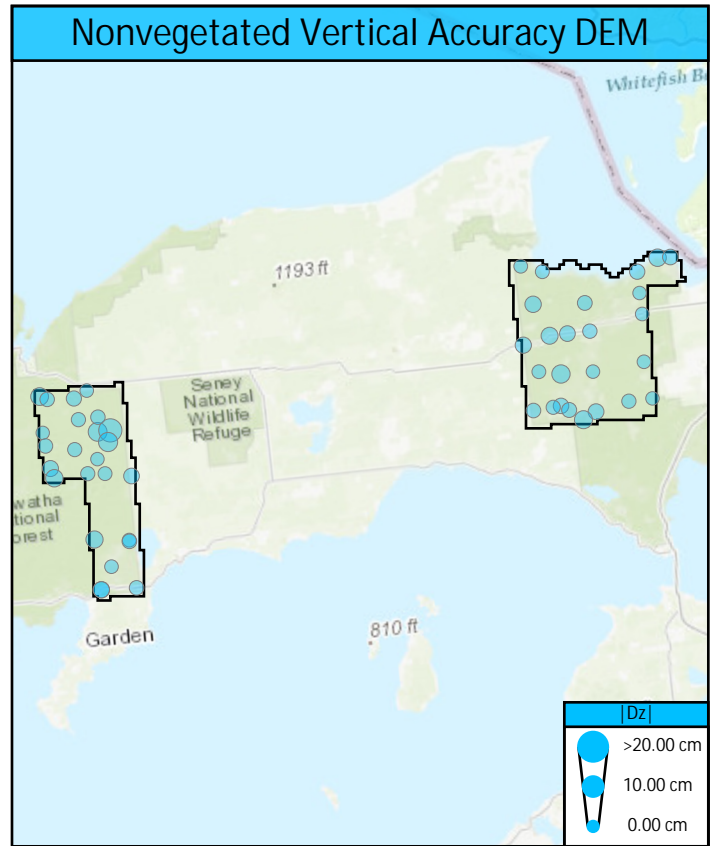 Nonvegetated Vertical Accuracy DEM
Whitefish B
1193 ft
Seney
National
Wildlife
Refuge
watha
tional
orest
Garden
810 ft
|Dz|
>20.00 cm
10.00 cm
0.00 cm